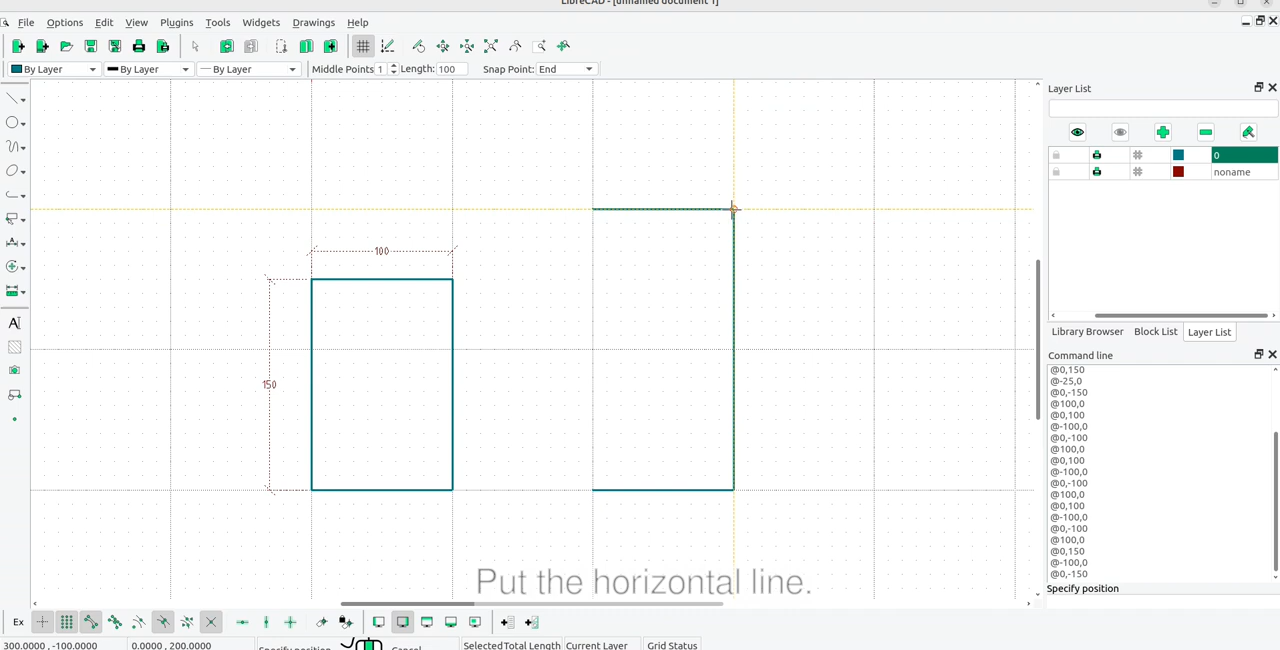 LibreCAD - [unnamed document 1]
File Options Edit View Plugins Tools Widgets Drawings Help
By Layer By Layer By Layer Middle Points 1 Length: 100 Snap Point: End
Layer List
0
noname
100
150
Library Browser Block List Layer List
Command line
@0,150
@-25,0
@0,-150
@100,0
@0,100
@-100,0
@0,-100
@100,0
@0,100
@-100,0
@0,-100
@100,0
@0,100
@-100,0
@0,-100
@100,0
@0,150
@-100,0
@0,-150
Specify position
Put the horizontal line.
Ex
300.0000 , -100.0000 0.0000 , 200.0000 Specify position Cancel Selected Total Length Current Layer Grid Status